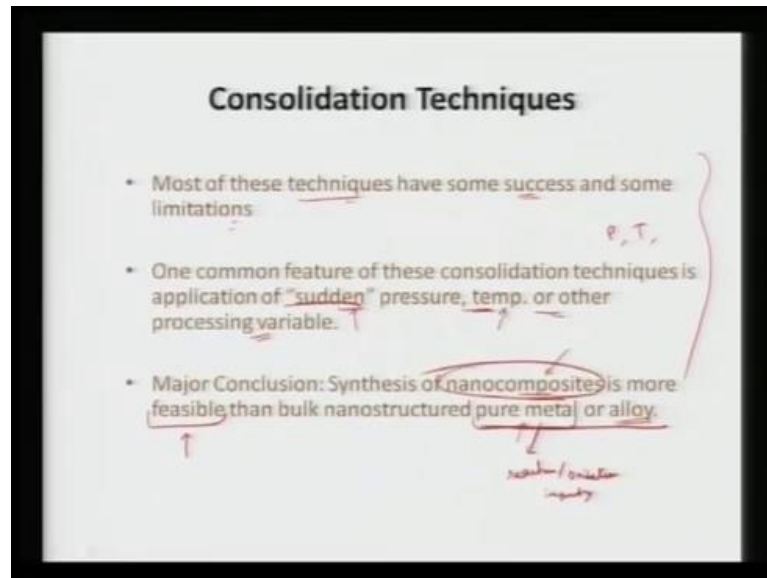 Consolidation Techniques
• Most of these techniques have some success and some
limitations
P, T,
• One common feature of these consolidation techniques is
application of "sudden" pressure, temp. or other
processing variable.
• Major Conclusion: Synthesis of nanocomposites is more
feasible than bulk nanostructured pure metal or alloy.